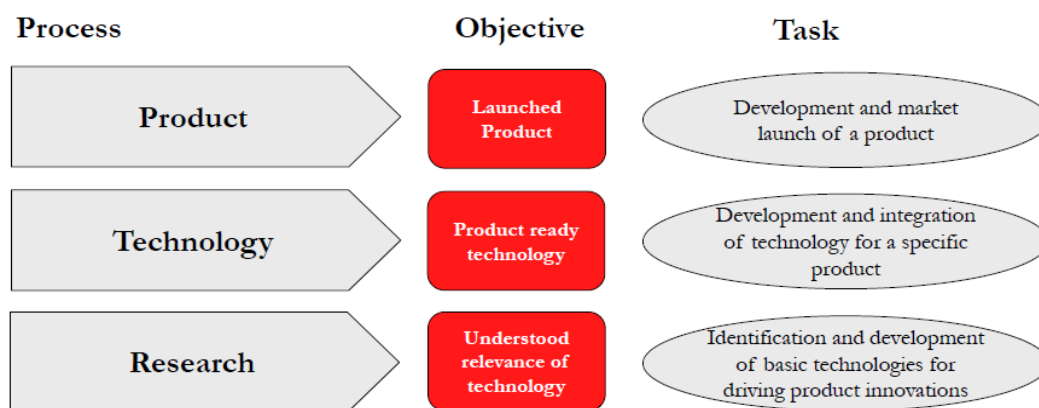 Process
Objective
Task
Product
Launched
Product
Development and market
launch of a product
Technology
Product ready
technology
Development and integration
of technology for a specific
product
Research
Understood
relevance of
technology
Identification and development
of basic technologies for
driving product innovations